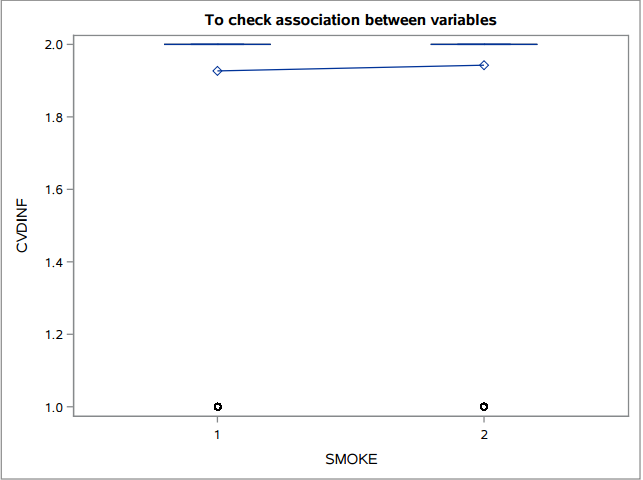 To check association between variables
2.0
1.8
1.6
1.4
1.2
1.0
CVDINF
1 2
SMOKE